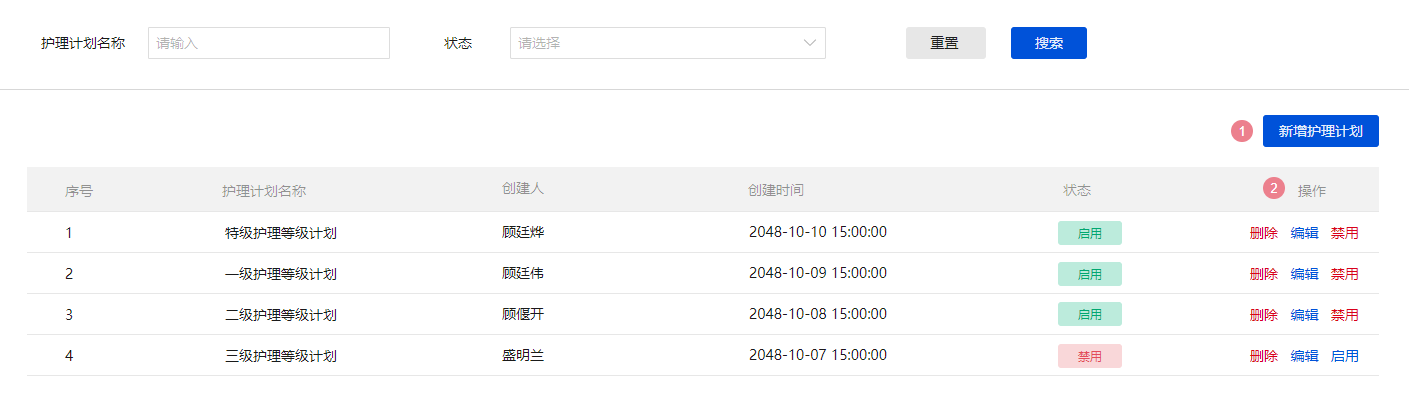 护理计划名称 请输入 状态 请选择 重置 搜索
1 新增护理计划
序号 护理计划名称 创建人 创建时间 状态 2 操作
1 特级护理等级计划 顾廷烨 2048-10-10 15:00:00 启用 删除 编辑 禁用
2 一级护理等级计划 顾廷伟 2048-10-09 15:00:00 启用 删除 编辑 禁用
3 二级护理等级计划 顾偃开 2048-10-08 15:00:00 启用 删除 编辑 禁用
4 三级护理等级计划 盛明兰 2048-10-07 15:00:00 禁用 删除 编辑 启用